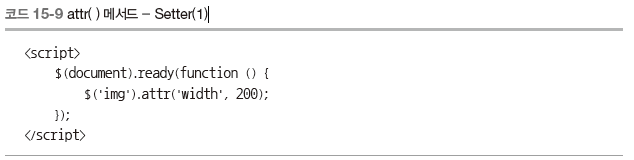 코드 15-9 attr( ) 메서드 – Setter(1)
<script>
    $(document).ready(function () {
        $('img').attr('width', 200);
    });
</script>